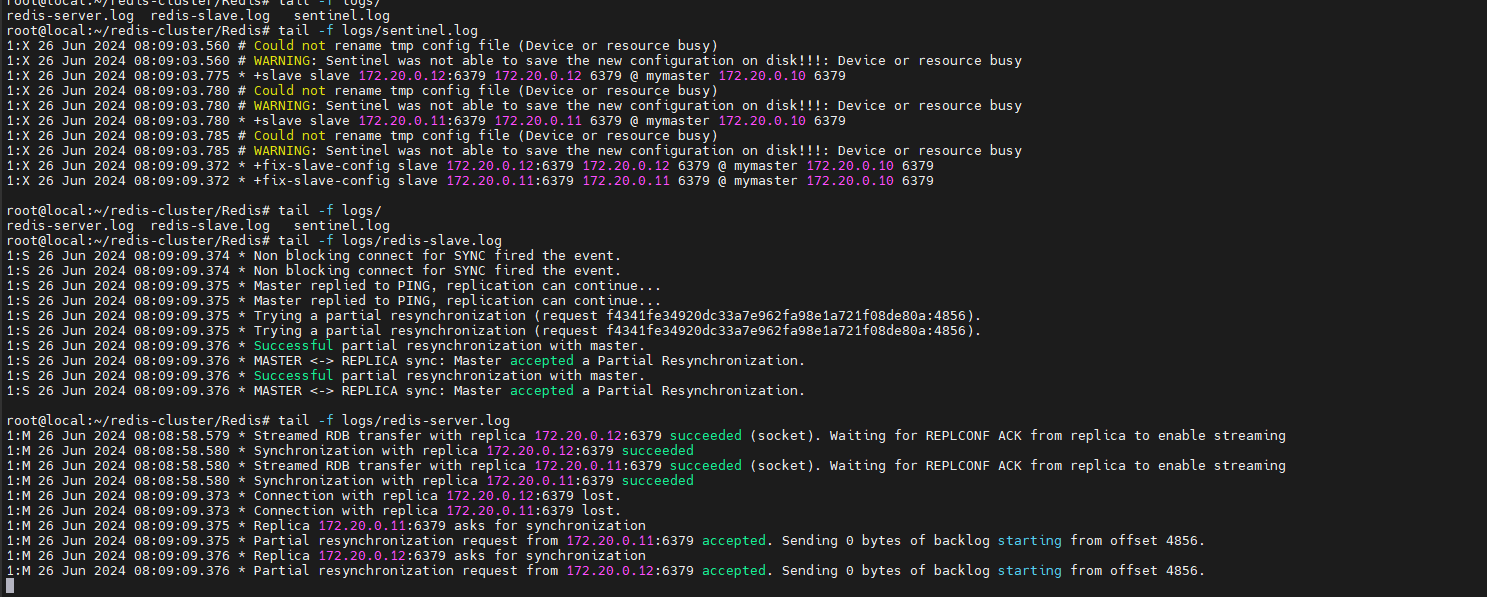 root@local:~/redis-cluster/Redis# tail -f logs/
redis-server.log  redis-slave.log   sentinel.log
root@local:~/redis-cluster/Redis# tail -f logs/sentinel.log
1:X 26 Jun 2024 08:09:03.560 # Could not rename tmp config file (Device or resource busy)
1:X 26 Jun 2024 08:09:03.560 # WARNING: Sentinel was not able to save the new configuration on disk!!!: Device or resource busy
1:X 26 Jun 2024 08:09:03.775 * +slave slave 172.20.0.12:6379 172.20.0.12 6379 @ mymaster 172.20.0.10 6379
1:X 26 Jun 2024 08:09:03.780 # Could not rename tmp config file (Device or resource busy)
1:X 26 Jun 2024 08:09:03.780 # WARNING: Sentinel was not able to save the new configuration on disk!!!: Device or resource busy
1:X 26 Jun 2024 08:09:03.780 * +slave slave 172.20.0.11:6379 172.20.0.11 6379 @ mymaster 172.20.0.10 6379
1:X 26 Jun 2024 08:09:03.785 # Could not rename tmp config file (Device or resource busy)
1:X 26 Jun 2024 08:09:03.785 # WARNING: Sentinel was not able to save the new configuration on disk!!!: Device or resource busy
1:X 26 Jun 2024 08:09:09.372 * +fix-slave-config slave 172.20.0.12:6379 172.20.0.12 6379 @ mymaster 172.20.0.10 6379
1:X 26 Jun 2024 08:09:09.372 * +fix-slave-config slave 172.20.0.11:6379 172.20.0.11 6379 @ mymaster 172.20.0.10 6379
root@local:~/redis-cluster/Redis# tail -f logs/
redis-server.log  redis-slave.log   sentinel.log
root@local:~/redis-cluster/Redis# tail -f logs/redis-slave.log
1:S 26 Jun 2024 08:09:09.374 * Non blocking connect for SYNC fired the event.
1:S 26 Jun 2024 08:09:09.374 * Non blocking connect for SYNC fired the event.
1:S 26 Jun 2024 08:09:09.375 * Master replied to PING, replication can continue...
1:S 26 Jun 2024 08:09:09.375 * Master replied to PING, replication can continue...
1:S 26 Jun 2024 08:09:09.375 * Trying a partial resynchronization (request f4341fe34920dc33a7e962fa98e1a721f08de80a:4856).
1:S 26 Jun 2024 08:09:09.375 * Trying a partial resynchronization (request f4341fe34920dc33a7e962fa98e1a721f08de80a:4856).
1:S 26 Jun 2024 08:09:09.376 * Successful partial resynchronization with master.
1:S 26 Jun 2024 08:09:09.376 * MASTER <-> REPLICA sync: Master accepted a Partial Resynchronization.
1:S 26 Jun 2024 08:09:09.376 * Successful partial resynchronization with master.
1:S 26 Jun 2024 08:09:09.376 * MASTER <-> REPLICA sync: Master accepted a Partial Resynchronization.
root@local:~/redis-cluster/Redis# tail -f logs/redis-server.log
1:M 26 Jun 2024 08:08:58.579 * Streamed RDB transfer with replica 172.20.0.12:6379 succeeded (socket). Waiting for REPLCONF ACK from replica to enable streaming
1:M 26 Jun 2024 08:08:58.580 * Synchronization with replica 172.20.0.12:6379 succeeded
1:M 26 Jun 2024 08:08:58.580 * Streamed RDB transfer with replica 172.20.0.11:6379 succeeded (socket). Waiting for REPLCONF ACK from replica to enable streaming
1:M 26 Jun 2024 08:08:58.580 * Synchronization with replica 172.20.0.11:6379 succeeded
1:M 26 Jun 2024 08:09:09.373 * Connection with replica 172.20.0.12:6379 lost.
1:M 26 Jun 2024 08:09:09.373 * Connection with replica 172.20.0.11:6379 lost.
1:M 26 Jun 2024 08:09:09.375 * Replica 172.20.0.11:6379 asks for synchronization
1:M 26 Jun 2024 08:09:09.375 * Partial resynchronization request from 172.20.0.11:6379 accepted. Sending 0 bytes of backlog starting from offset 4856.
1:M 26 Jun 2024 08:09:09.376 * Replica 172.20.0.12:6379 asks for synchronization
1:M 26 Jun 2024 08:09:09.376 * Partial resynchronization request from 172.20.0.12:6379 accepted. Sending 0 bytes of backlog starting from offset 4856.